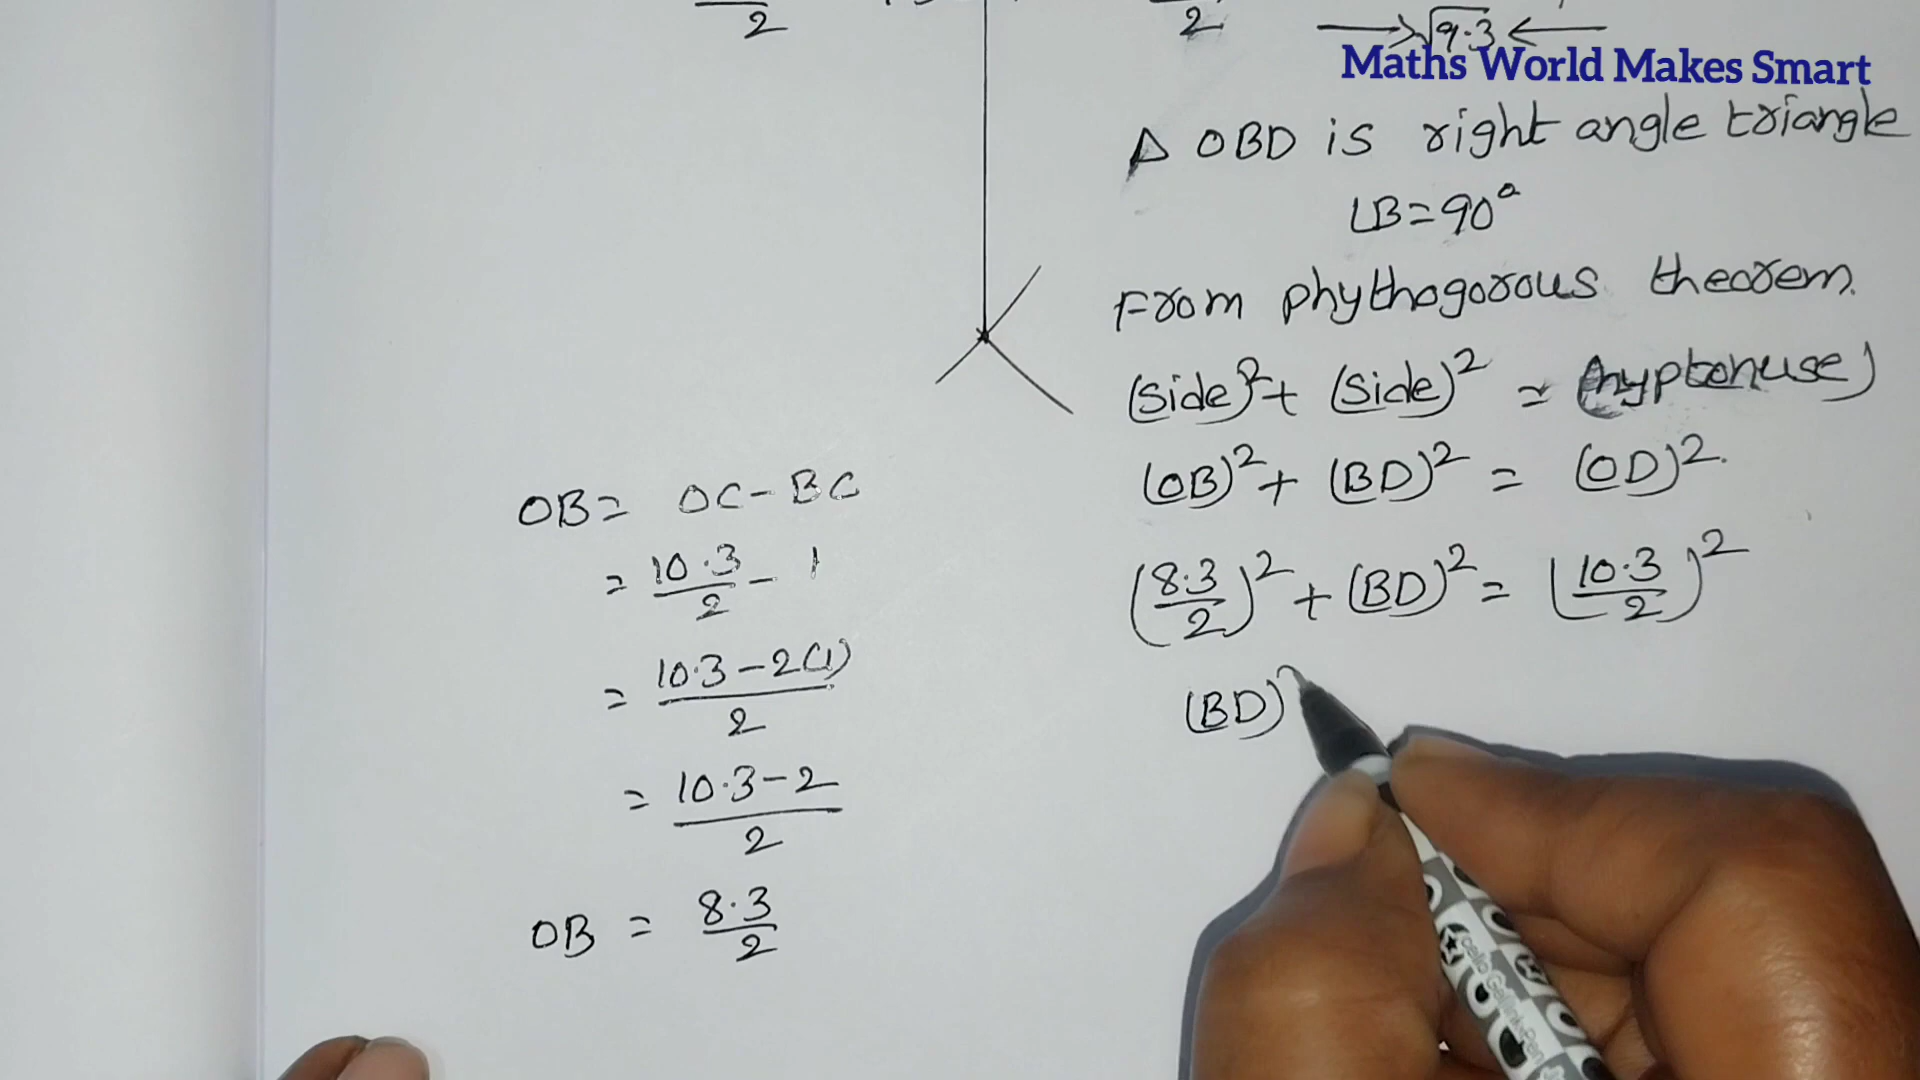 2
2
√9.3
Maths World Makes Smart
Δ OBD is right angle triangle
∠B=90°
From phythogorous theorem.
(side)²+ (side)² = (hyptenuse)
(OB)²+ (BD)² = (OD)².
(8.3/2)² + (BD)² = (10.3/2)²
(BD)²
OB = OC - BC
= 10.3/2 - 1
= 10.3-2(1)/2
= 10.3-2/2
OB = 8.3/2